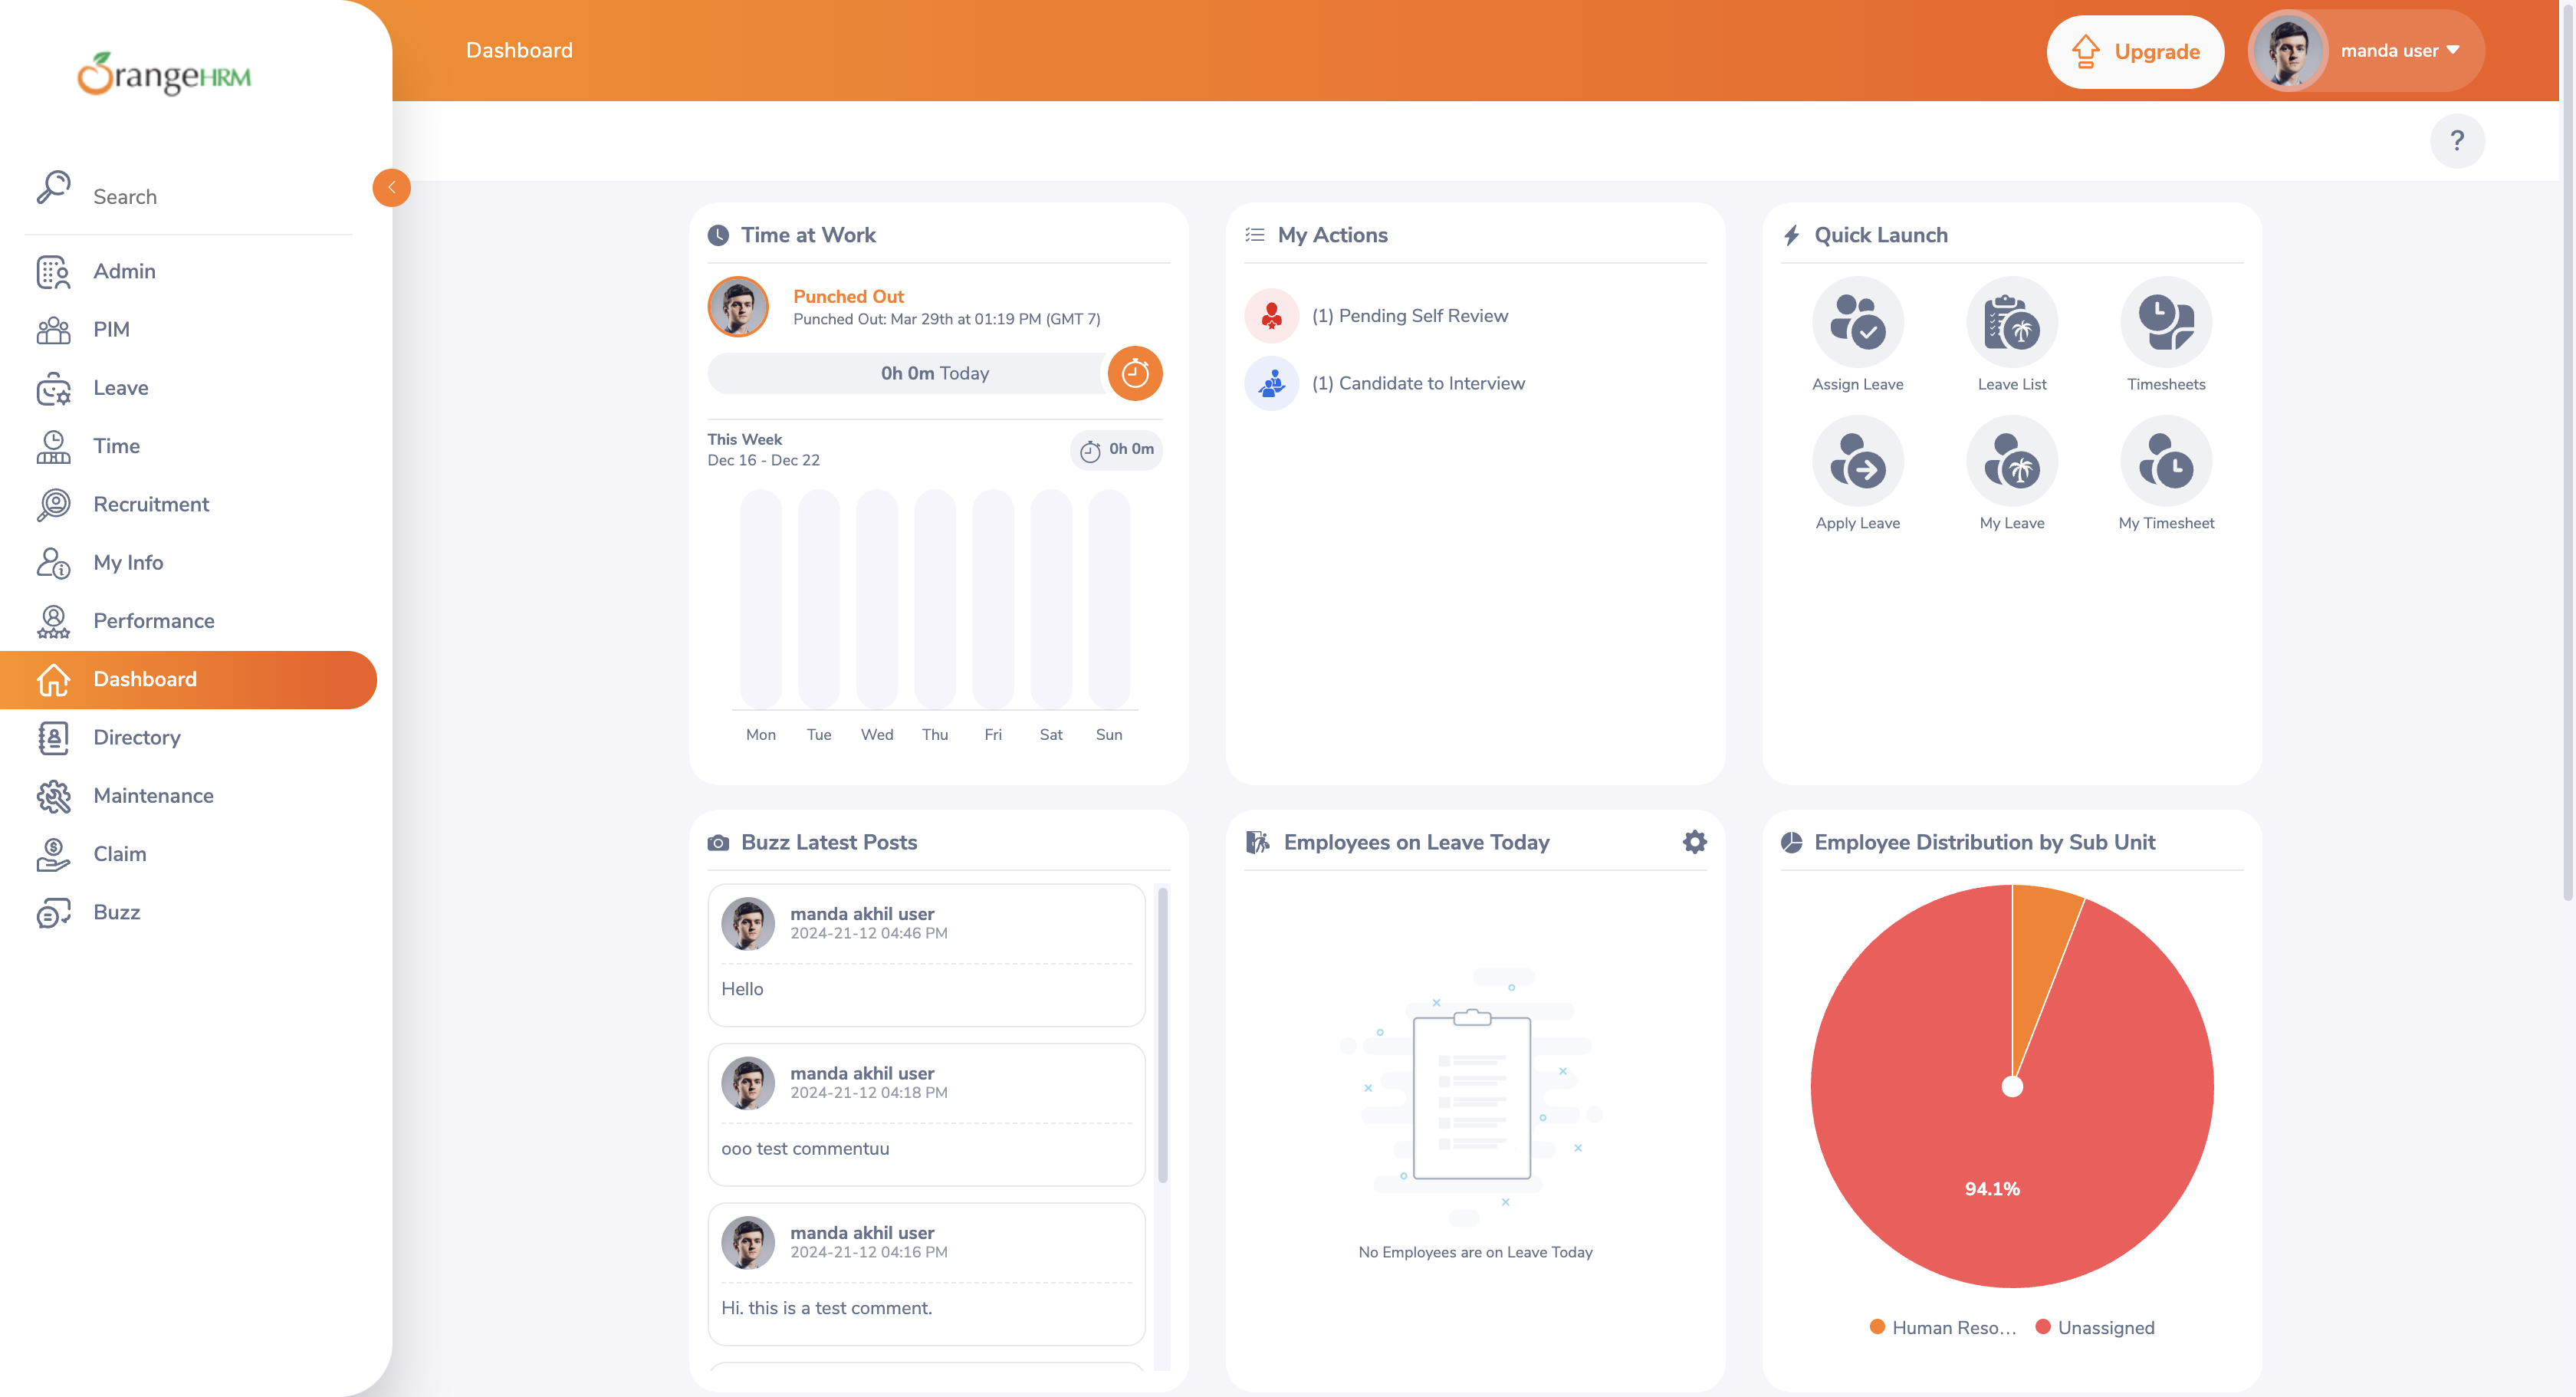 OrangeHRM
Search
Admin
PIM
Leave
Time
Recruitment
My Info
Performance
Dashboard
Directory
Maintenance
Claim
Buzz
Dashboard
Upgrade
manda user
?
Time at Work
Punched Out
Punched Out: Mar 29th at 01:19 PM (GMT 7)
0h 0m Today
This Week
Dec 16 - Dec 22
0h 0m
Mon Tue Wed Thu Fri Sat Sun
My Actions
(1) Pending Self Review
(1) Candidate to Interview
Quick Launch
Assign Leave Leave List Timesheets
Apply Leave My Leave My Timesheet
Buzz Latest Posts
manda akhil user
2024-21-12 04:46 PM
Hello
manda akhil user
2024-21-12 04:18 PM
ooo test commentuu
manda akhil user
2024-21-12 04:16 PM
Hi. this is a test comment.
Employees on Leave Today
No Employees are on Leave Today
Employee Distribution by Sub Unit
94.1%
Human Reso... Unassigned